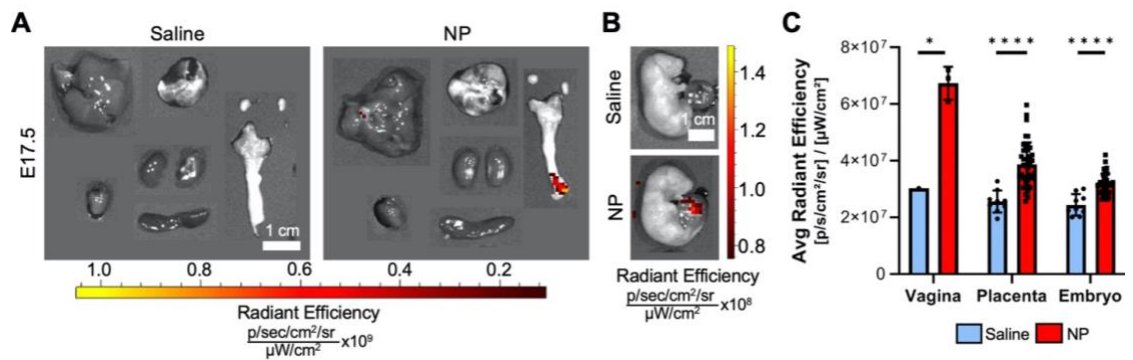 A
Saline
NP
E17.5
1 cm
1.0
0.8
0.6
0.4
0.2
Radiant Efficiency
p/sec/cm²/sr
µW/cm²
x10⁹
B
Saline
1 cm
NP
1.4
1.2
1.0
0.8
Radiant Efficiency
p/sec/cm²/sr
µW/cm²
x10⁸
C
Avg Radiant Efficiency
[p/s/cm²/sr] / [µW/cm²]
8×10⁷
6×10⁷
4×10⁷
2×10⁷
0
*
****
****
Vagina
Placenta
Embryo
Saline
NP